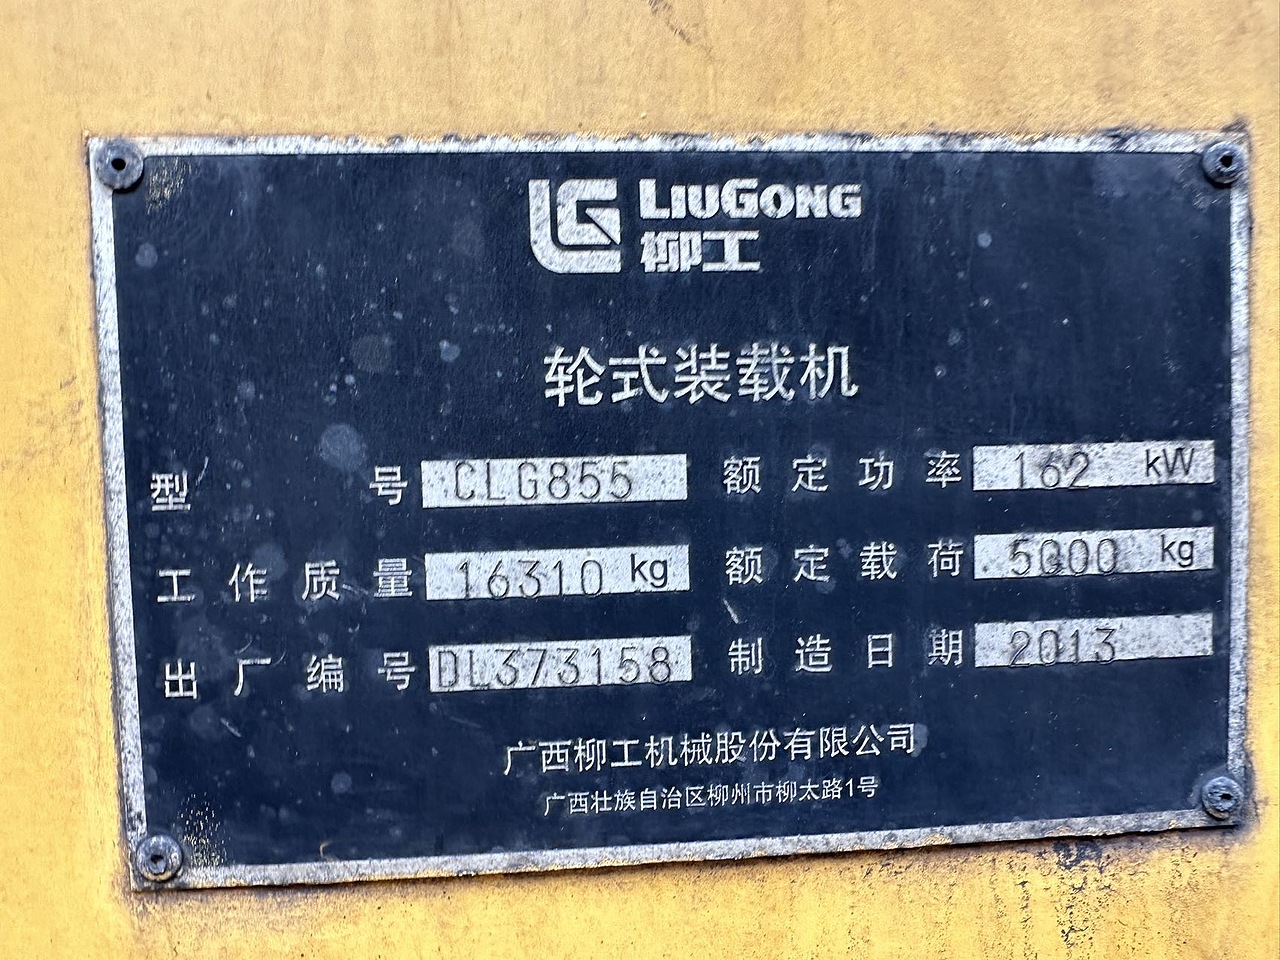 LIUGONG
柳工
轮式装载机
型号 CLG855 额定功率 162 kW
工作质量 16310 kg 额定载荷 5000 kg
出厂编号 DL373158 制造日期 2013
广西柳工机械股份有限公司
广西壮族自治区柳州市柳太路1号